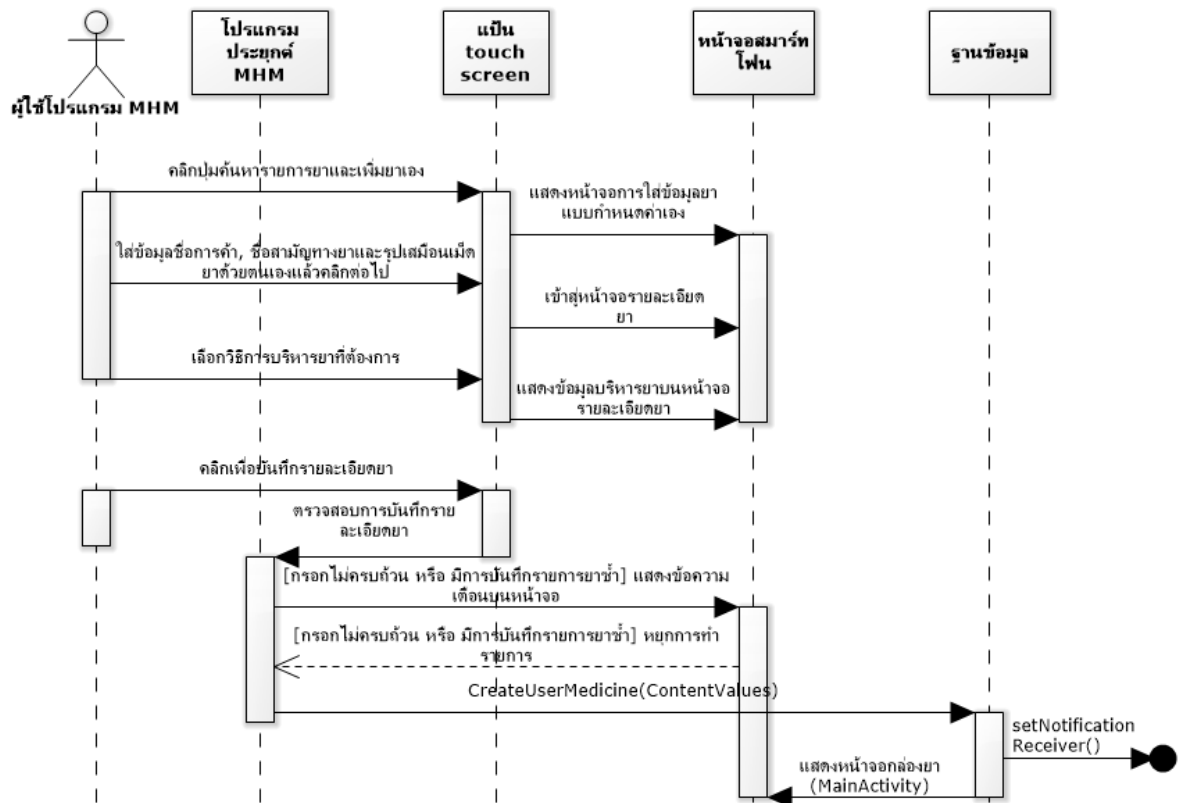 โปรแกรม
ประยุกต์
MHM
แป้น
touch
screen
หน้าจอสมาร์ท
โฟน
ฐานข้อมูล
ผู้ใช้โปรแกรม MHM
คลิกปุ่มค้นหารายการยาและเพิ่มยาเอง
แสดงหน้าจอการใส่ข้อมูลยา
แบบกำหนดค่าเอง
ใส่ข้อมูลชื่อการค้า, ชื่อสามัญทางยาและรูปเสมือนเม็ด
ยาด้วยตนเองแล้วคลิกต่อไป
เข้าสู่หน้าจอรายละเอียด
ยา
เลือกวิธีการบริหารยาที่ต้องการ
แสดงข้อมูลบริหารยาบนหน้าจอ
รายละเอียดยา
คลิกเพื่อบันทึกรายละเอียดยา
ตรวจสอบการบันทึกราย
ละเอียดยา
[กรอกไม่ครบถ้วน หรือ มีการบันทึกรายการยาซ้ำ] แสดงข้อความ
เตือนบนหน้าจอ
[กรอกไม่ครบถ้วน หรือ มีการบันทึกรายการยาซ้ำ] หยุกการทำ
รายการ
CreateUserMedicine(ContentValues)
setNotification
Receiver()
แสดงหน้าจอกล่องยา
(MainActivity)